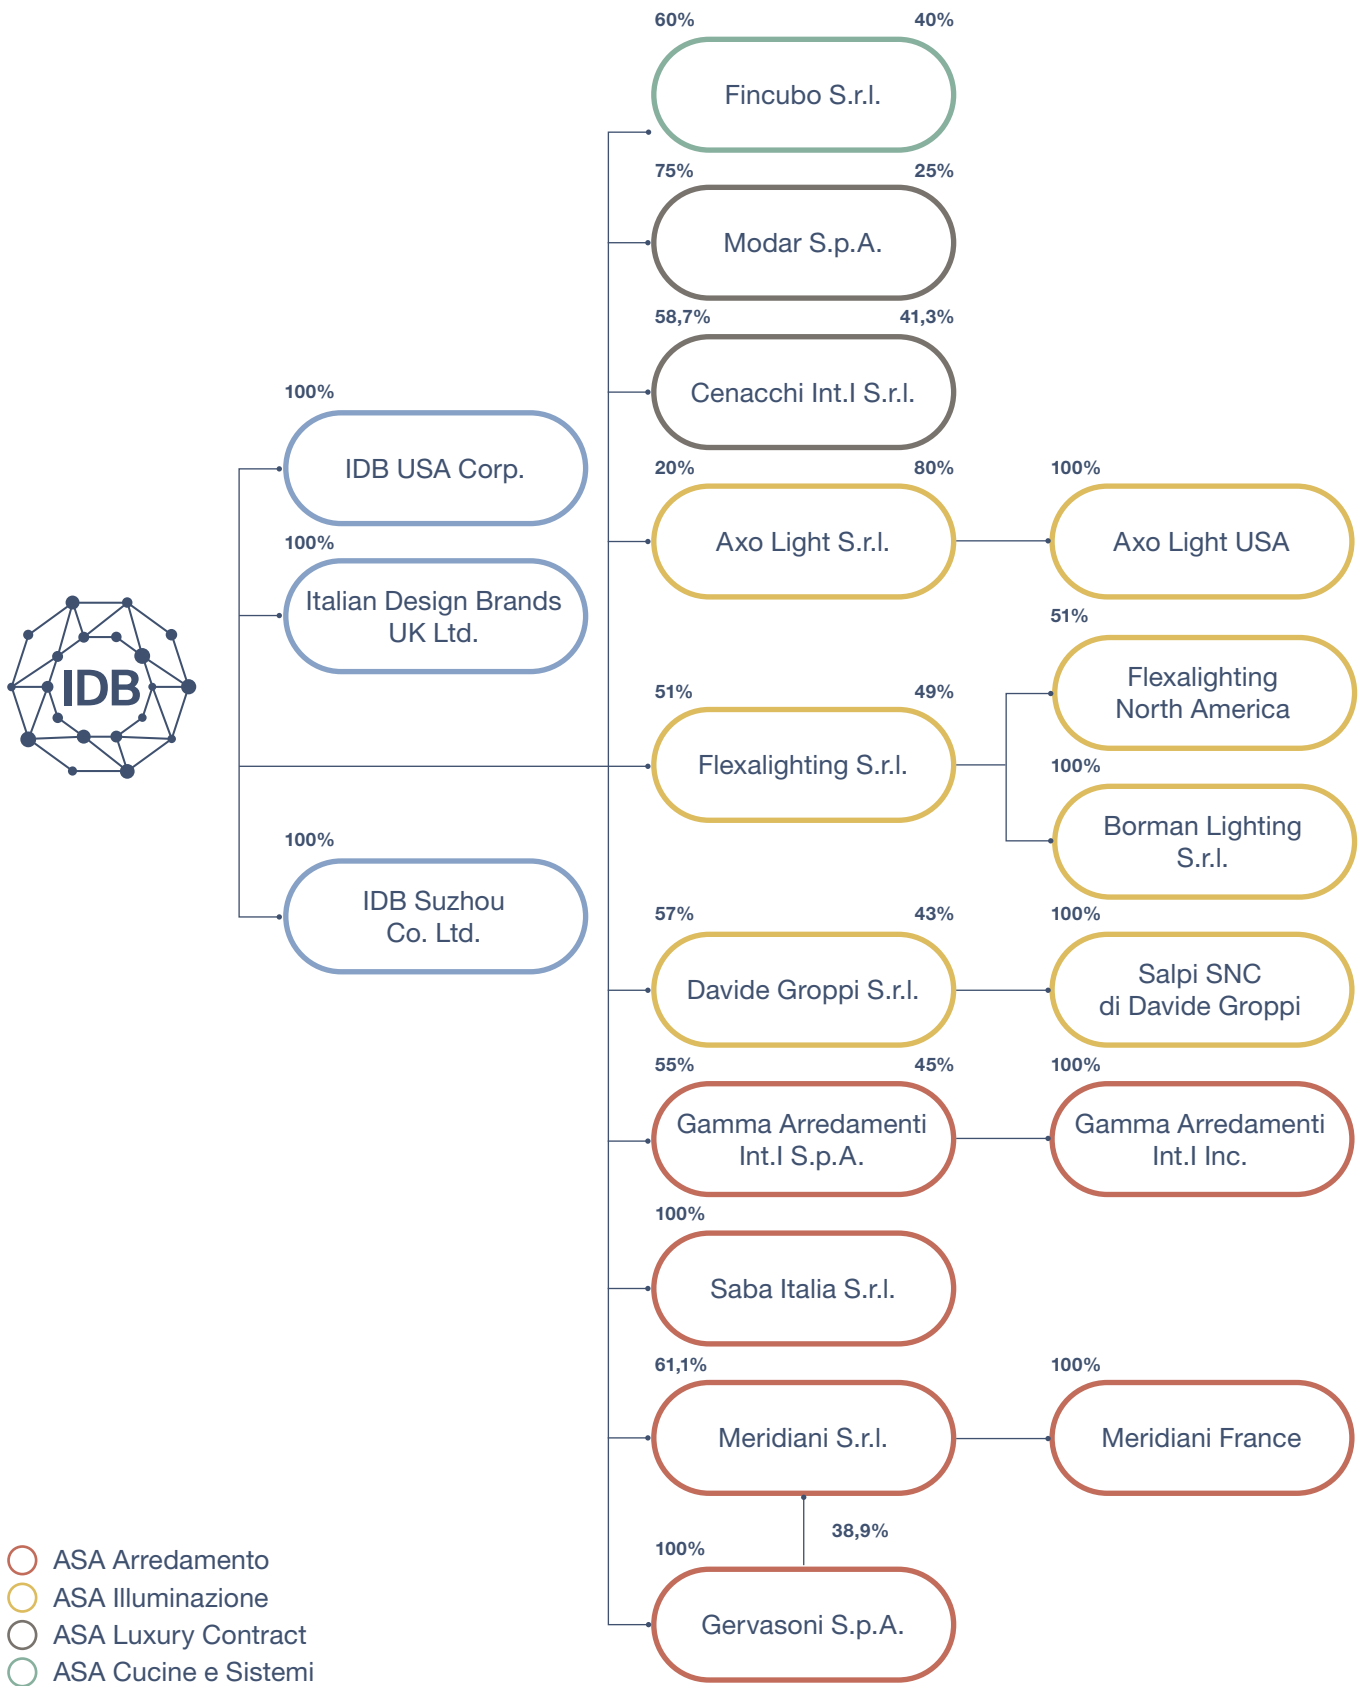 60% 40%
Fincubo S.r.l.
75% 25%
Modar S.p.A.
58,7% 41,3%
Cenacchi Int.l S.r.l.
100%
IDB USA Corp.
20% 80%
Axo Light S.r.l.
100%
Axo Light USA
100%
Italian Design Brands
UK Ltd.
IDB
51% 49%
Flexalighting S.r.l.
51%
Flexalighting
North America
100%
Borman Lighting
S.r.l.
100%
IDB Suzhou
Co. Ltd.
57% 43%
Davide Groppi S.r.l.
100%
Salpi SNC
di Davide Groppi
55% 45%
Gamma Arredamenti
Int.l S.p.A.
100%
Gamma Arredamenti
Int.l Inc.
100%
Saba Italia S.r.l.
61,1%
Meridiani S.r.l.
100%
Meridiani France
38,9%
100%
Gervasoni S.p.A.
ASA Arredamento
ASA Illuminazione
ASA Luxury Contract
ASA Cucine e Sistemi